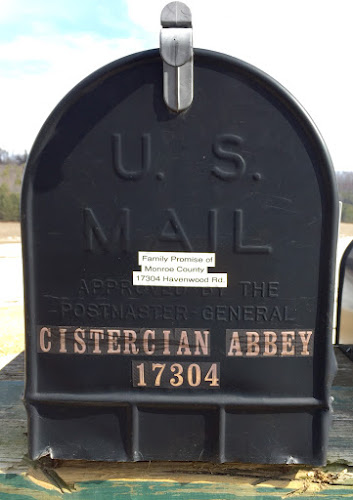 U. S.
MAIL
Family Promise of
Monroe County
17304 Havenwood Rd.
APPROVED BY THE
POSTMASTER GENERAL
CISTERCIAN ABBEY
17304